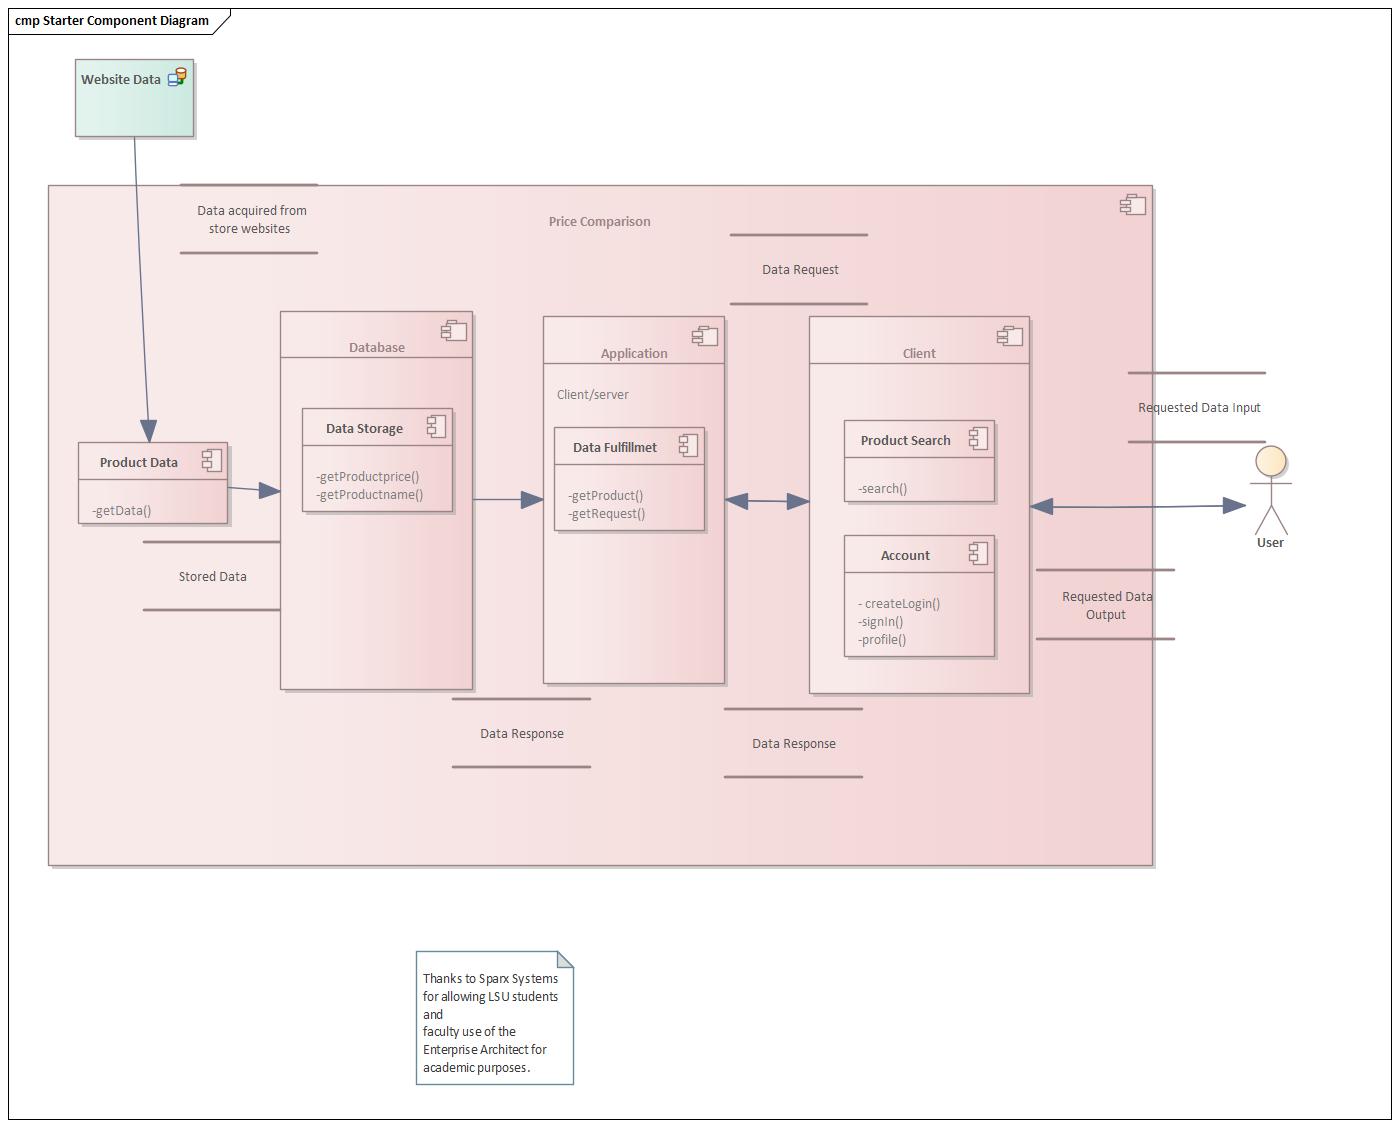 cmp Starter Component Diagram
Website Data
Data acquired from
store websites
Price Comparison
Data Request
Database
Application
Client
Client/server
Requested Data Input
Data Storage
-getProductprice()
-getProductname()
Data Fulfillmet
-getProduct()
-getRequest()
Product Search
-search()
Product Data
-getData()
User
Stored Data
Account
- createLogin()
-signIn()
-profile()
Requested Data
Output
Data Response
Data Response
Thanks to Sparx Systems
for allowing LSU students
and
faculty use of the
Enterprise Architect for
academic purposes.